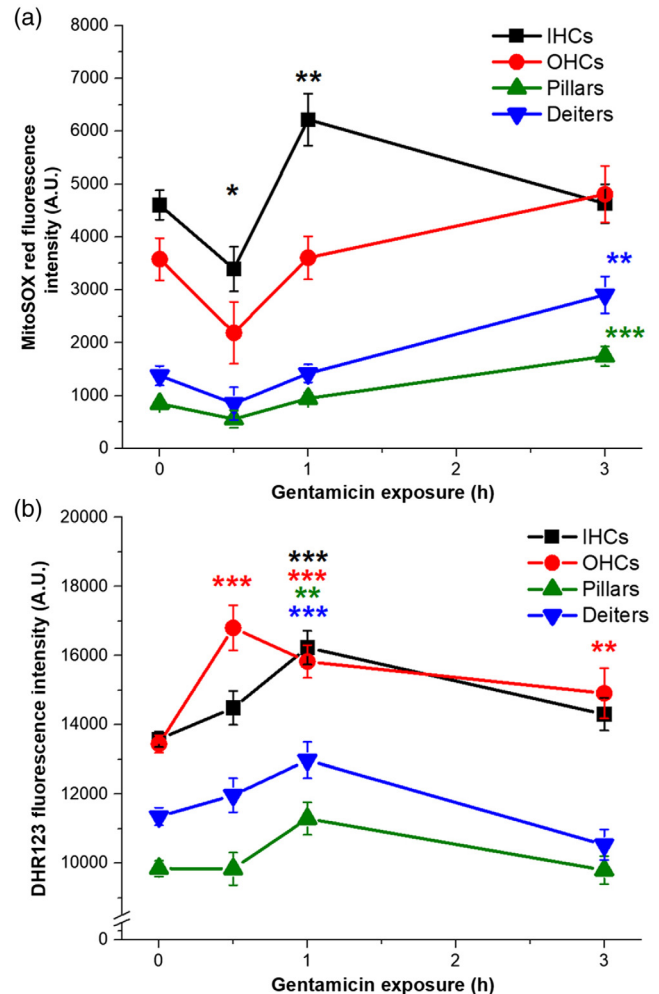 (a)
8000
7000
6000
5000
4000
3000
2000
1000
0
MitoSOX red fluorescence
intensity (A.U.)
IHCs
OHCs
Pillars
Deiters
*
**
**
***
0
1
2
3
Gentamicin exposure (h)
(b)
20000
18000
16000
14000
12000
10000
0
DHR123 fluorescence intensity (A.U.)
IHCs
OHCs
Pillars
Deiters
***
***
***
**
***
**
0
1
2
3
Gentamicin exposure (h)